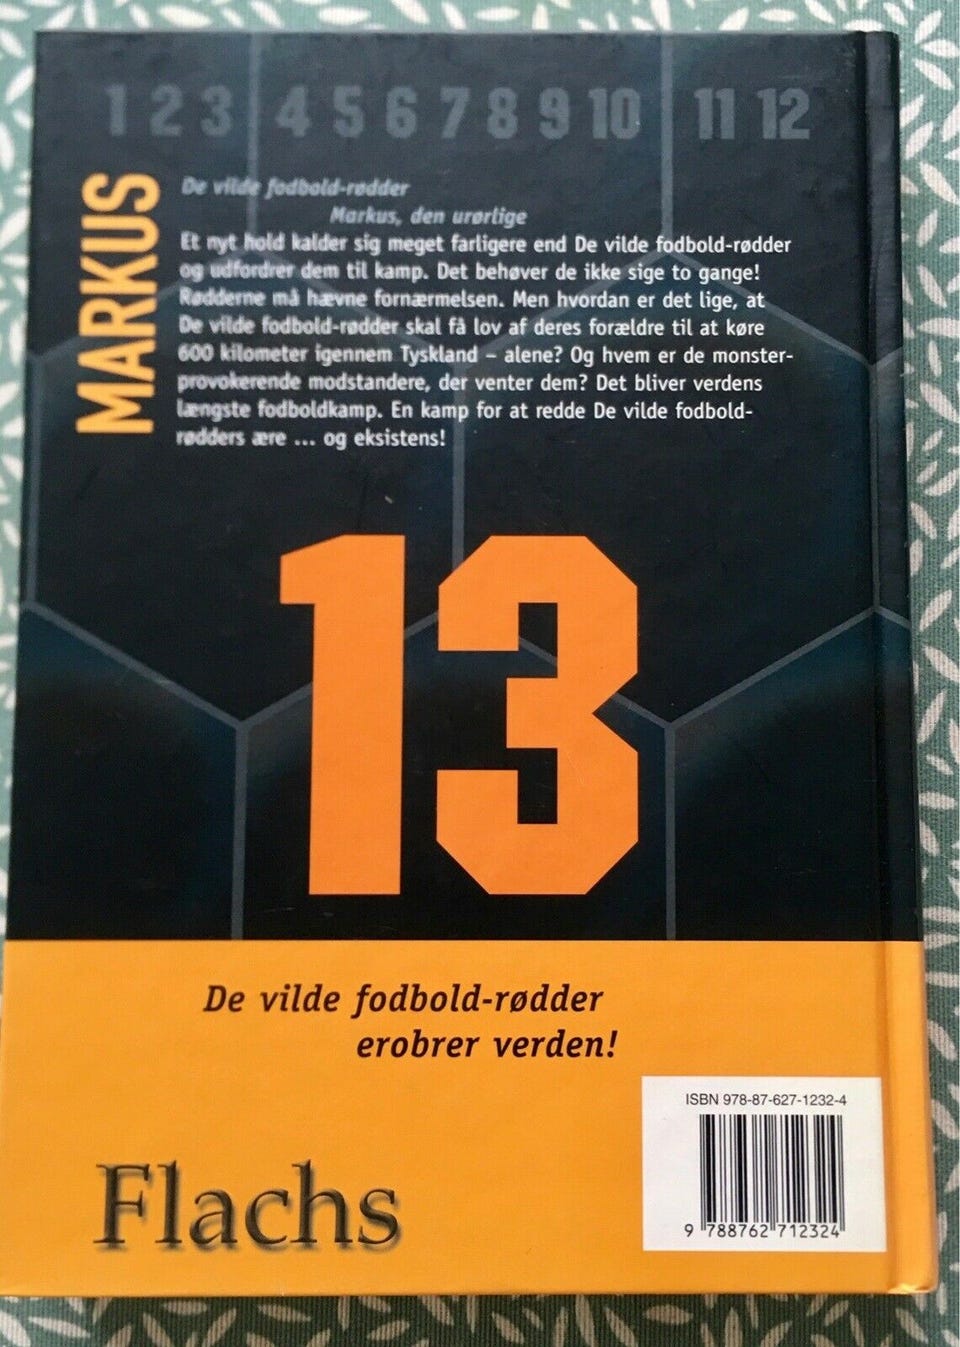 1 2 3 4 5 6 7 8 9 10 11 12
MARKUS
De vilde fodbold-rødder
Markus, den urørlige
Et nyt hold kalder sig meget farligere end De vilde fodbold-rødder
og udfordrer dem til kamp. Det behøver de ikke sige to gange!
Rødderne må hævne fornærmelsen. Men hvordan er det lige, at
De vilde fodbold-rødder skal få lov af deres forældre til at køre
600 kilometer igennem Tyskland – alene? Og hvem er de monster-
provokerende modstandere, der venter dem? Det bliver verdens
længste fodboldkamp. En kamp for at redde De vilde fodbold-
rødders ære ... og eksistens!
13
De vilde fodbold-rødder
erobrer verden!
ISBN 978-87-627-1232-4
9 788762 712324
Flachs